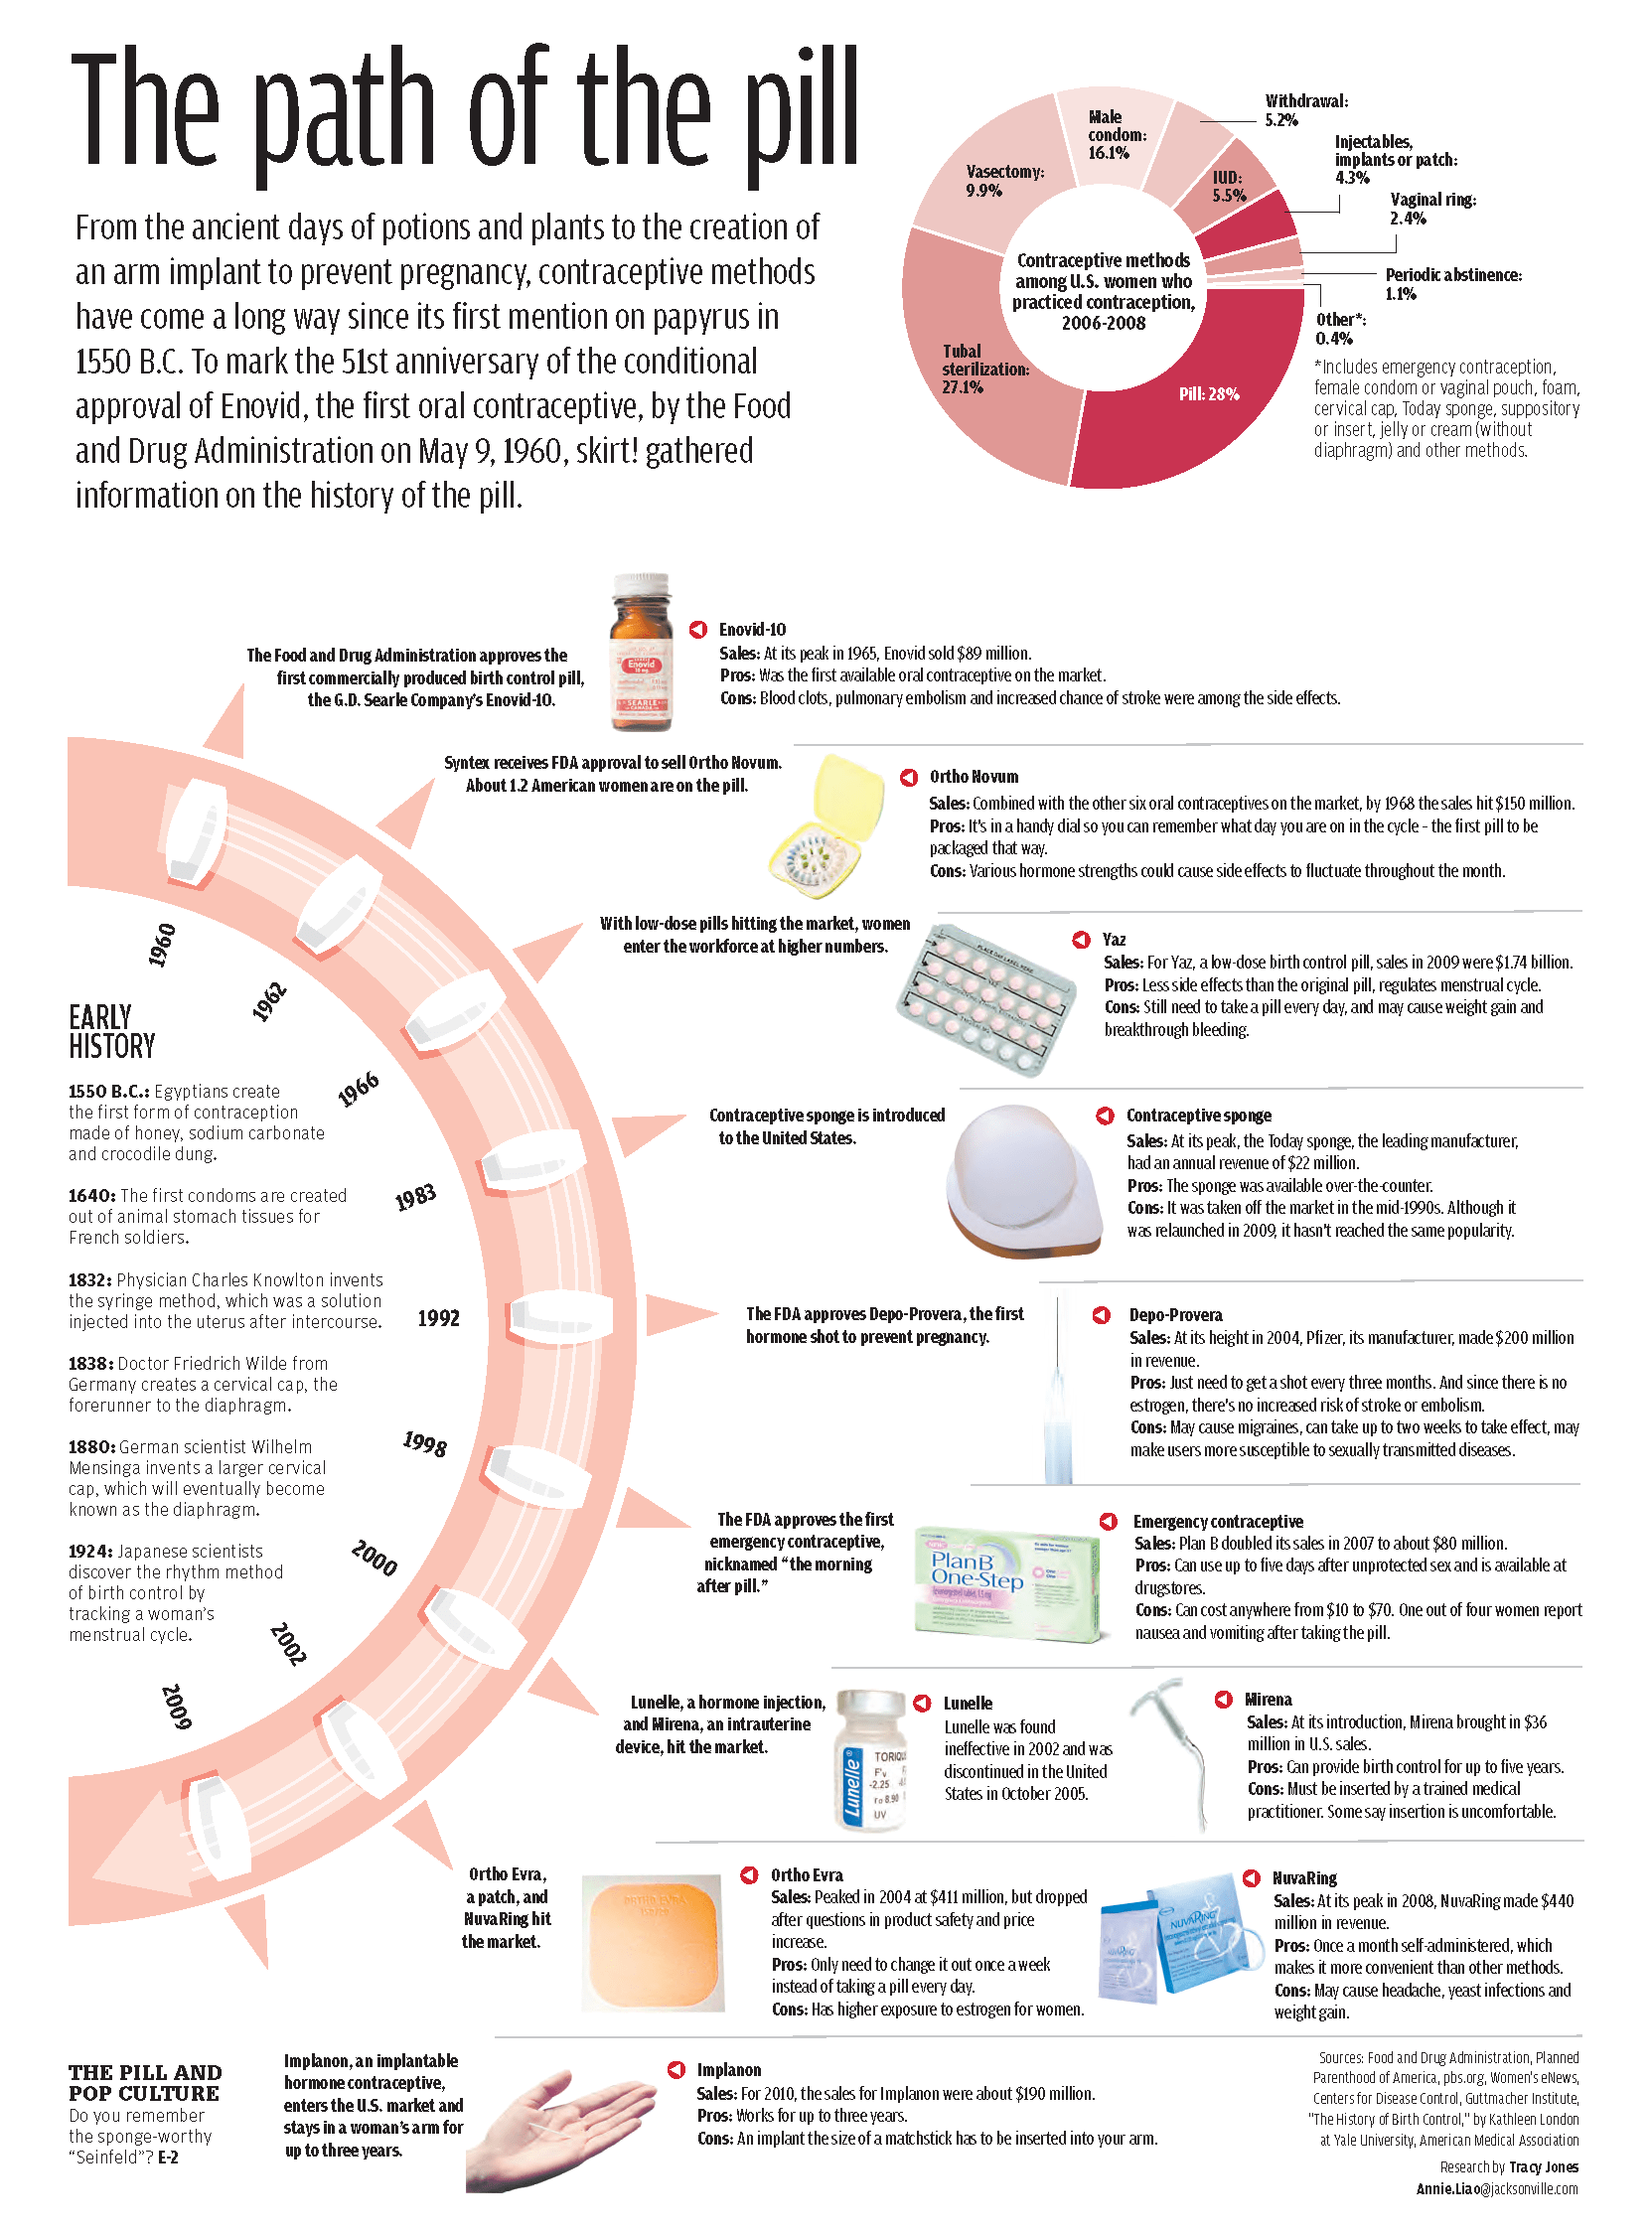 The path of the pill
From the ancient days of potions and plants to the creation of
an arm implant to prevent pregnancy, contraceptive methods
have come a long way since its first mention on papyrus in
1550 B.C. To mark the 51st anniversary of the conditional
approval of Enovid, the first oral contraceptive, by the Food
and Drug Administration on May 9, 1960, skirt! gathered
information on the history of the pill.
Male
condom:
16.1%
Withdrawal:
5.2%
Injectables,
implants or patch:
4.3%
Vasectomy:
9.9%
IUD:
5.5%
Vaginal ring:
2.4%
Contraceptive methods
among U.S. women who
practiced contraception,
2006-2008
Periodic abstinence:
1.1%
Other*:
0.4%
Tubal
sterilization:
27.1%
Pill: 28%
*Includes emergency contraception,
female condom or vaginal pouch, foam,
cervical cap, Today sponge, suppository
or insert, jelly or cream (without
diaphragm) and other methods.
The Food and Drug Administration approves the
first commercially produced birth control pill,
the G.D. Searle Company's Enovid-10.
Enovid
SEARLE
Enovid-10
Sales: At its peak in 1965, Enovid sold $89 million.
Pros: Was the first available oral contraceptive on the market.
Cons: Blood clots, pulmonary embolism and increased chance of stroke were among the side effects.
Syntex receives FDA approval to sell Ortho Novum.
About 1.2 American women are on the pill.
Ortho Novum
Sales: Combined with the other six oral contraceptives on the market, by 1968 the sales hit $150 million.
Pros: It's in a handy dial so you can remember what day you are on in the cycle - the first pill to be
packaged that way.
Cons: Various hormone strengths could cause side effects to fluctuate throughout the month.
With low-dose pills hitting the market, women
enter the workforce at higher numbers.
PLACE DAY LABEL HERE
Yaz
Sales: For Yaz, a low-dose birth control pill, sales in 2009 were $1.74 billion.
Pros: Less side effects than the original pill, regulates menstrual cycle.
Cons: Still need to take a pill every day, and may cause weight gain and
breakthrough bleeding.
Contraceptive sponge is introduced
to the United States.
Contraceptive sponge
Sales: At its peak, the Today sponge, the leading manufacturer,
had an annual revenue of $22 million.
Pros: The sponge was available over-the-counter.
Cons: It was taken off the market in the mid-1990s. Although it
was relaunched in 2009, it hasn't reached the same popularity.
The FDA approves Depo-Provera, the first
hormone shot to prevent pregnancy.
Depo-Provera
Sales: At its height in 2004, Pfizer, its manufacturer, made $200 million
in revenue.
Pros: Just need to get a shot every three months. And since there is no
estrogen, there's no increased risk of stroke or embolism.
Cons: May cause migraines, can take up to two weeks to take effect, may
make users more susceptible to sexually transmitted diseases.
The FDA approves the first
emergency contraceptive,
nicknamed "the morning
after pill."
Plan B
One-Step
Emergency contraceptive
Sales: Plan B doubled its sales in 2007 to about $80 million.
Pros: Can use up to five days after unprotected sex and is available at
drugstores.
Cons: Can cost anywhere from $10 to $70. One out of four women report
nausea and vomiting after taking the pill.
Lunelle, a hormone injection,
and Mirena, an intrauterine
device, hit the market.
Lunelle
TORIQU
-2.25
8.90
UV
Lunelle
Lunelle was found
ineffective in 2002 and was
discontinued in the United
States in October 2005.
Mirena
Sales: At its introduction, Mirena brought in $36
million in U.S. sales.
Pros: Can provide birth control for up to five years.
Cons: Must be inserted by a trained medical
practitioner. Some say insertion is uncomfortable.
Ortho Evra,
a patch, and
NuvaRing hit
the market.
ORTHO EVRA
Ortho Evra
Sales: Peaked in 2004 at $411 million, but dropped
after questions in product safety and price
increase.
Pros: Only need to change it out once a week
instead of taking a pill every day.
Cons: Has higher exposure to estrogen for women.
NUVARING
NuvaRing
Sales: At its peak in 2008, NuvaRing made $440
million in revenue.
Pros: Once a month self-administered, which
makes it more convenient than other methods.
Cons: May cause headache, yeast infections and
weight gain.
Implanon, an implantable
hormone contraceptive,
enters the U.S. market and
stays in a woman's arm for
up to three years.
Implanon
Sales: For 2010, the sales for Implanon were about $190 million.
Pros: Works for up to three years.
Cons: An implant the size of a matchstick has to be inserted into your arm.
1960
1962
1966
1983
1992
1998
2000
2002
2009
EARLY
HISTORY
1550 B.C.: Egyptians create
the first form of contraception
made of honey, sodium carbonate
and crocodile dung.
1640: The first condoms are created
out of animal stomach tissues for
French soldiers.
1832: Physician Charles Knowlton invents
the syringe method, which was a solution
injected into the uterus after intercourse.
1838: Doctor Friedrich Wilde from
Germany creates a cervical cap, the
forerunner to the diaphragm.
1880: German scientist Wilhelm
Mensinga invents a larger cervical
cap, which will eventually become
known as the diaphragm.
1924: Japanese scientists
discover the rhythm method
of birth control by
tracking a woman's
menstrual cycle.
THE PILL AND
POP CULTURE
Do you remember
the sponge-worthy
"Seinfeld"? E-2
Sources: Food and Drug Administration, Planned
Parenthood of America, pbs.org, Women's eNews,
Centers for Disease Control, Guttmacher Institute,
"The History of Birth Control," by Kathleen London
at Yale University, American Medical Association
Research by Tracy Jones
Annie.Liao@jacksonville.com